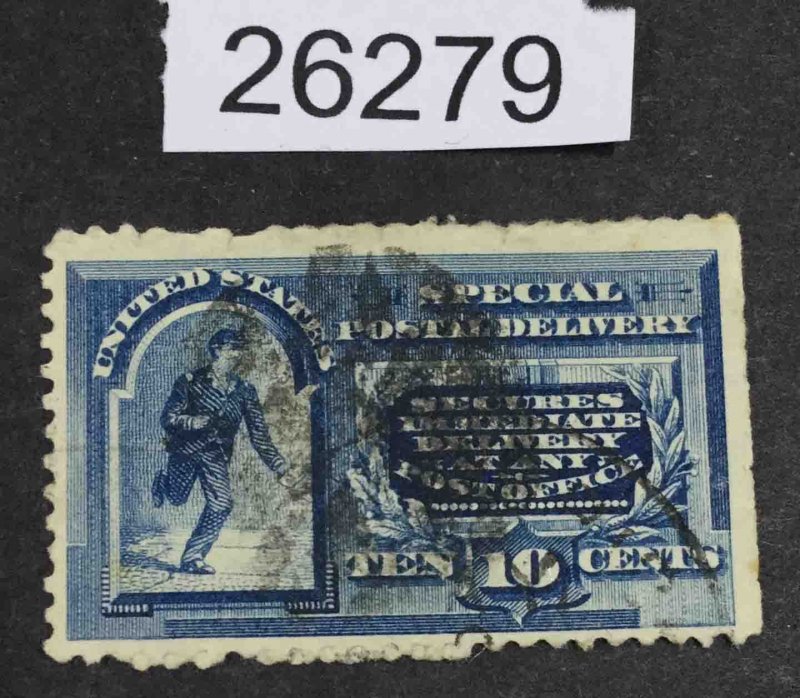 26279
UNITED STATES
SPECIAL
POSTAL DELIVERY
SECURES
IMMEDIATE
DELIVERY
AT ANY
POST OFFICE
TEN 10 CENTS